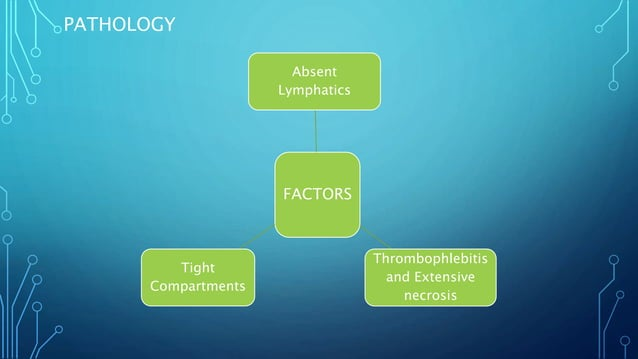 PATHOLOGY
Absent
Lymphatics
FACTORS
Tight
Compartments
Thrombophlebitis
and Extensive
necrosis